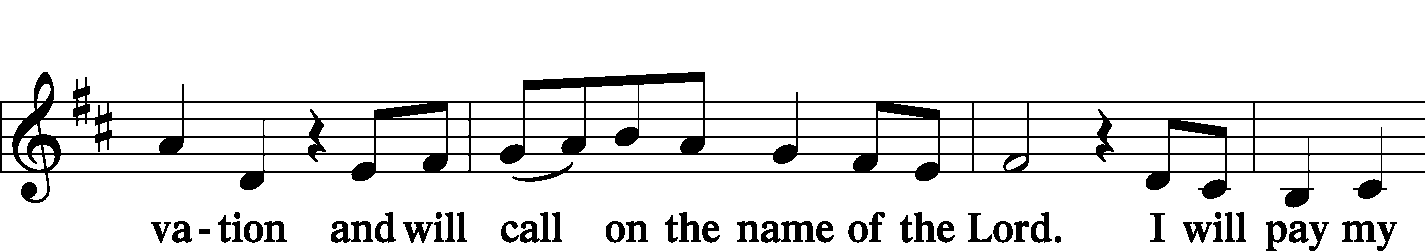 va-tion and will call on the name of the Lord. I will pay my